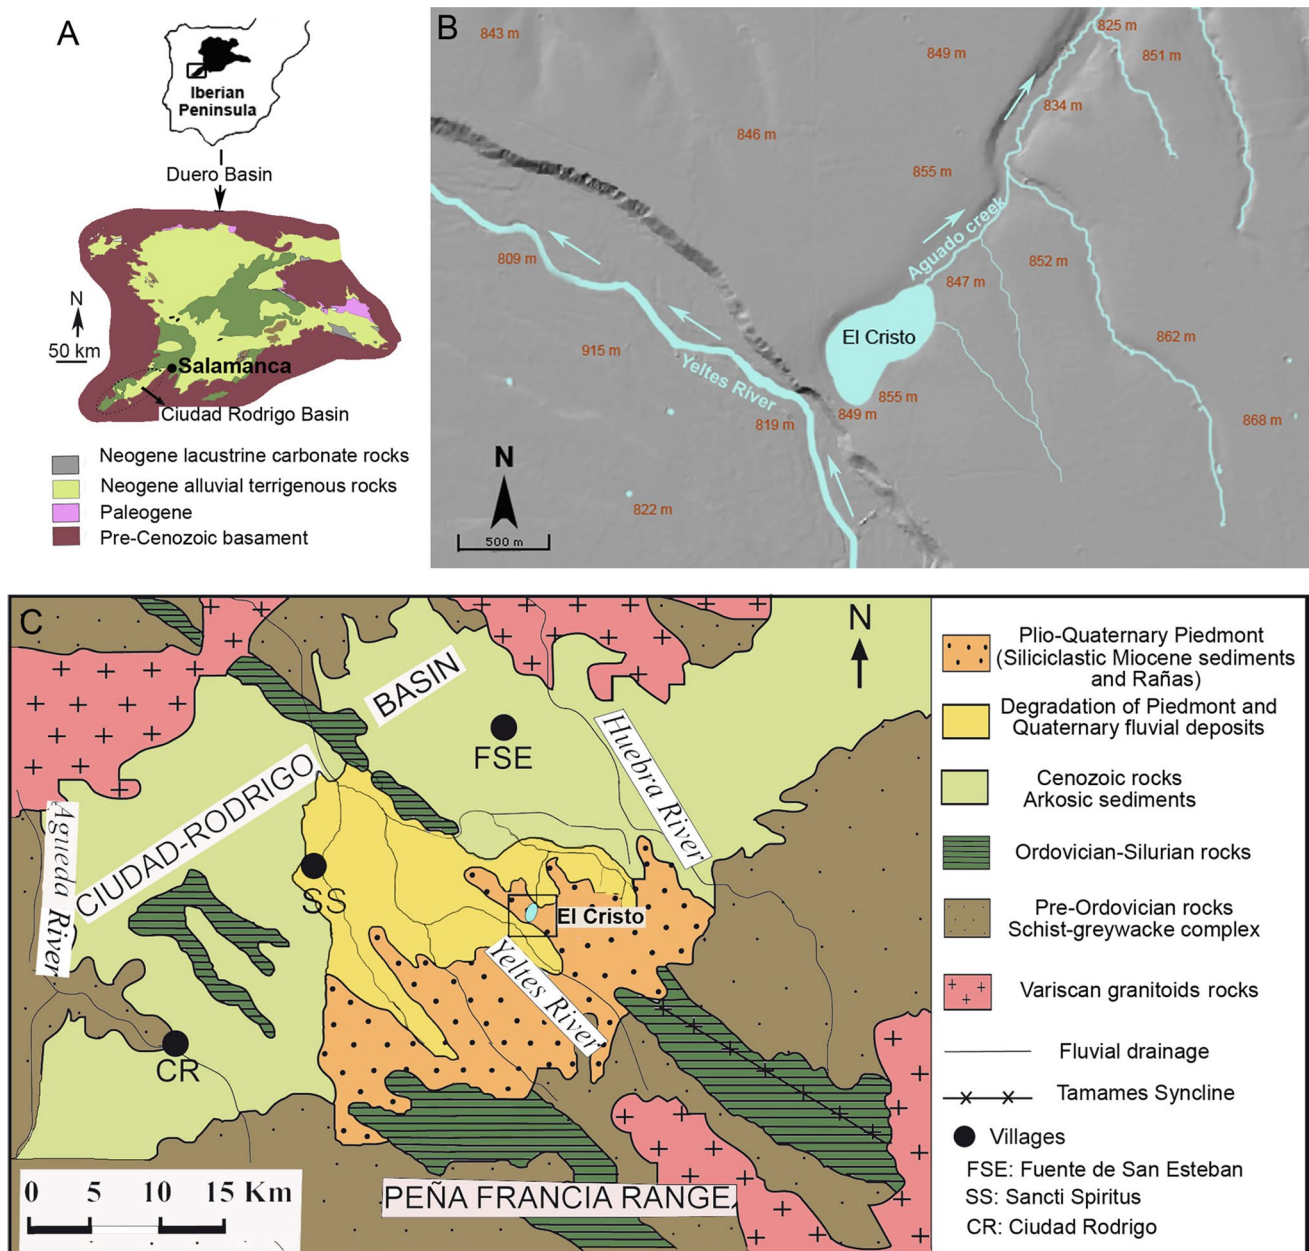 A
Iberian
Peninsula
Duero Basin
N
50 km
Salamanca
Ciudad Rodrigo Basin
Neogene lacustrine carbonate rocks
Neogene alluvial terrigenous rocks
Paleogene
Pre-Cenozoic basament
B
843 m
849 m
825 m
851 m
846 m
834 m
855 m
Aguado creek
852 m
809 m
847 m
El Cristo
862 m
915 m
Yeltes River
855 m
849 m
819 m
868 m
N
822 m
500 m
C
N
BASIN
FSE
Huebra River
CIUDAD-RODRIGO
Agueda River
SS
El Cristo
Yeltes River
CR
PEÑA FRANCIA RANGE
0 5 10 15 Km
Plio-Quaternary Piedmont
(Siliciclastic Miocene sediments
and Rañas)
Degradation of Piedmont and
Quaternary fluvial deposits
Cenozoic rocks
Arkosic sediments
Ordovician-Silurian rocks
Pre-Ordovician rocks
Schist-greywacke complex
Variscan granitoids rocks
Fluvial drainage
Tamames Syncline
Villages
FSE: Fuente de San Esteban
SS: Sancti Spiritus
CR: Ciudad Rodrigo